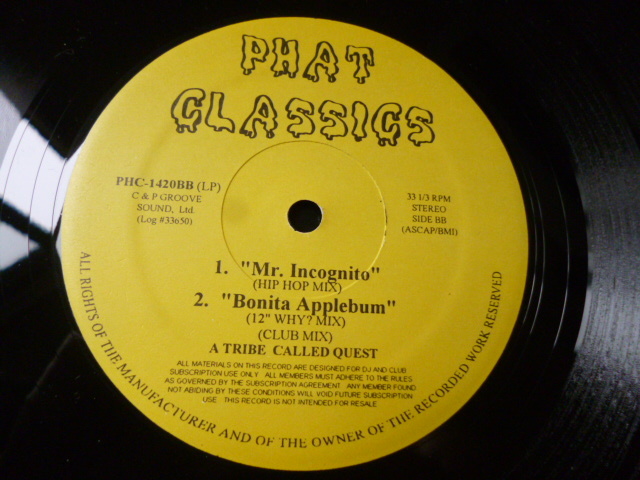 PHAT
CLASSICS
PHC-1420BB (LP)
C & P GROOVE
SOUND, Ltd.
(Log #33650)
33 1/3 RPM
STEREO
SIDE BB
(ASCAP/BMI)
1. "Mr. Incognito"
(HIP HOP MIX)
2. "Bonita Applebum"
(12" WHY? MIX)
(CLUB MIX)
A TRIBE CALLED QUEST
ALL MATERIALS ON THIS RECORD ARE DESIGNED FOR DJ AND CLUB
SUBSCRIPTION USE ONLY ALL MEMBERS MUST ADHERE TO THE RULES
AS GOVERNED BY THE SUBSCRIPTION AGREEMENT ANY MEMBER FOUND
NOT ABIDING BY THESE CONDITIONS WILL VOID FUTURE SUBSCRIPTION
USE THIS RECORD IS NOT INTENDED FOR RESALE.
ALL RIGHTS OF THE MANUFACTURER AND OF THE OWNER OF THE RECORDED WORK RESERVED